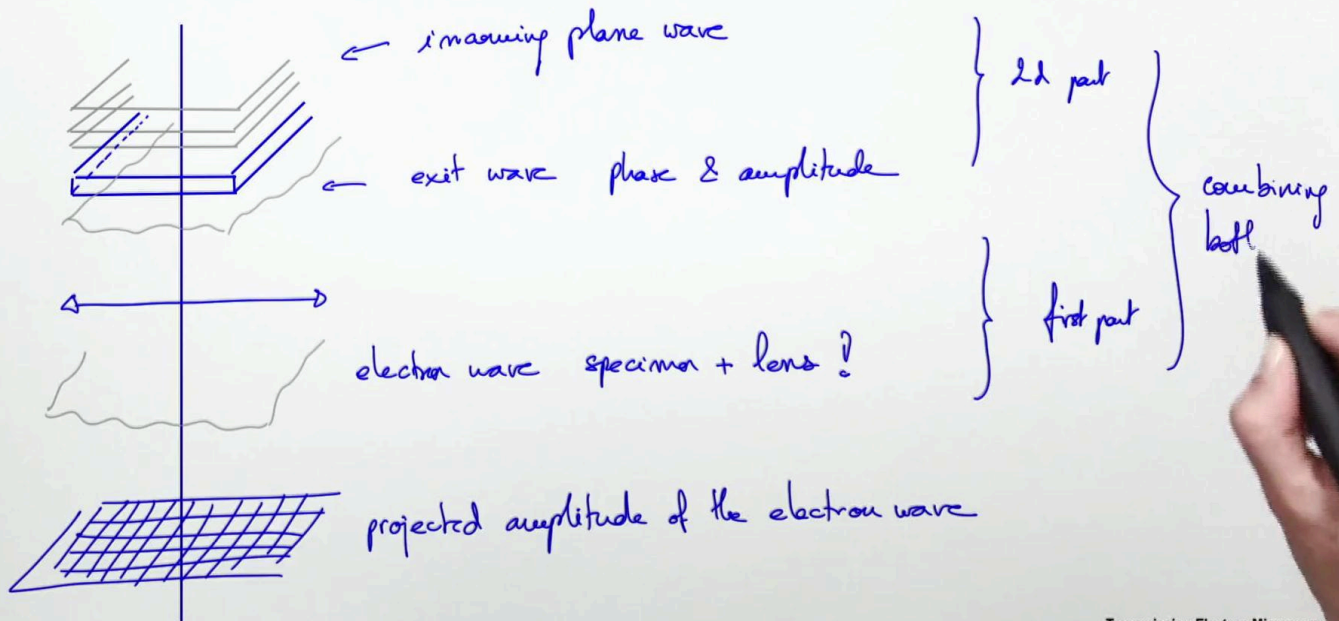 incoming plane wave
2d part
exit wave phase & amplitude
combining
both
first part
electron wave specimen + lens !
projected amplitude of the electron wave